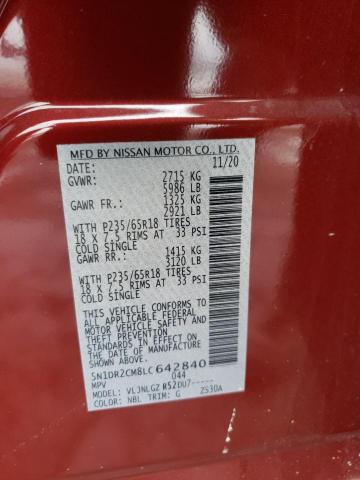 MFD BY NISSAN MOTOR CO., LTD.
DATE: 11/20
GVWR: 2715 KG
5986 LB
GAWR FR: 1325 KG
2921 LB
WITH P235/65R18 TIRES
18 X 7.5 RIMS AT 33 PSI
COLD SINGLE
GAWR RR: 1415 KG
3120 LB
WITH P235/65R18 TIRES
18 X 7.5 RIMS AT 33 PSI
COLD SINGLE
THIS VEHICLE CONFORMS TO
ALL APPLICABLE FEDERAL
MOTOR VEHICLE SAFETY
AND THEFT PREVENTION
STANDARDS IN EFFECT ON
THE DATE OF MANUFACTURE
SHOWN ABOVE.
5N1DR2CM8LC642840
MPV 044
MODEL: VLJNLGZ R52DU7-----
COLOR: NBL TRIM: G ZS30A